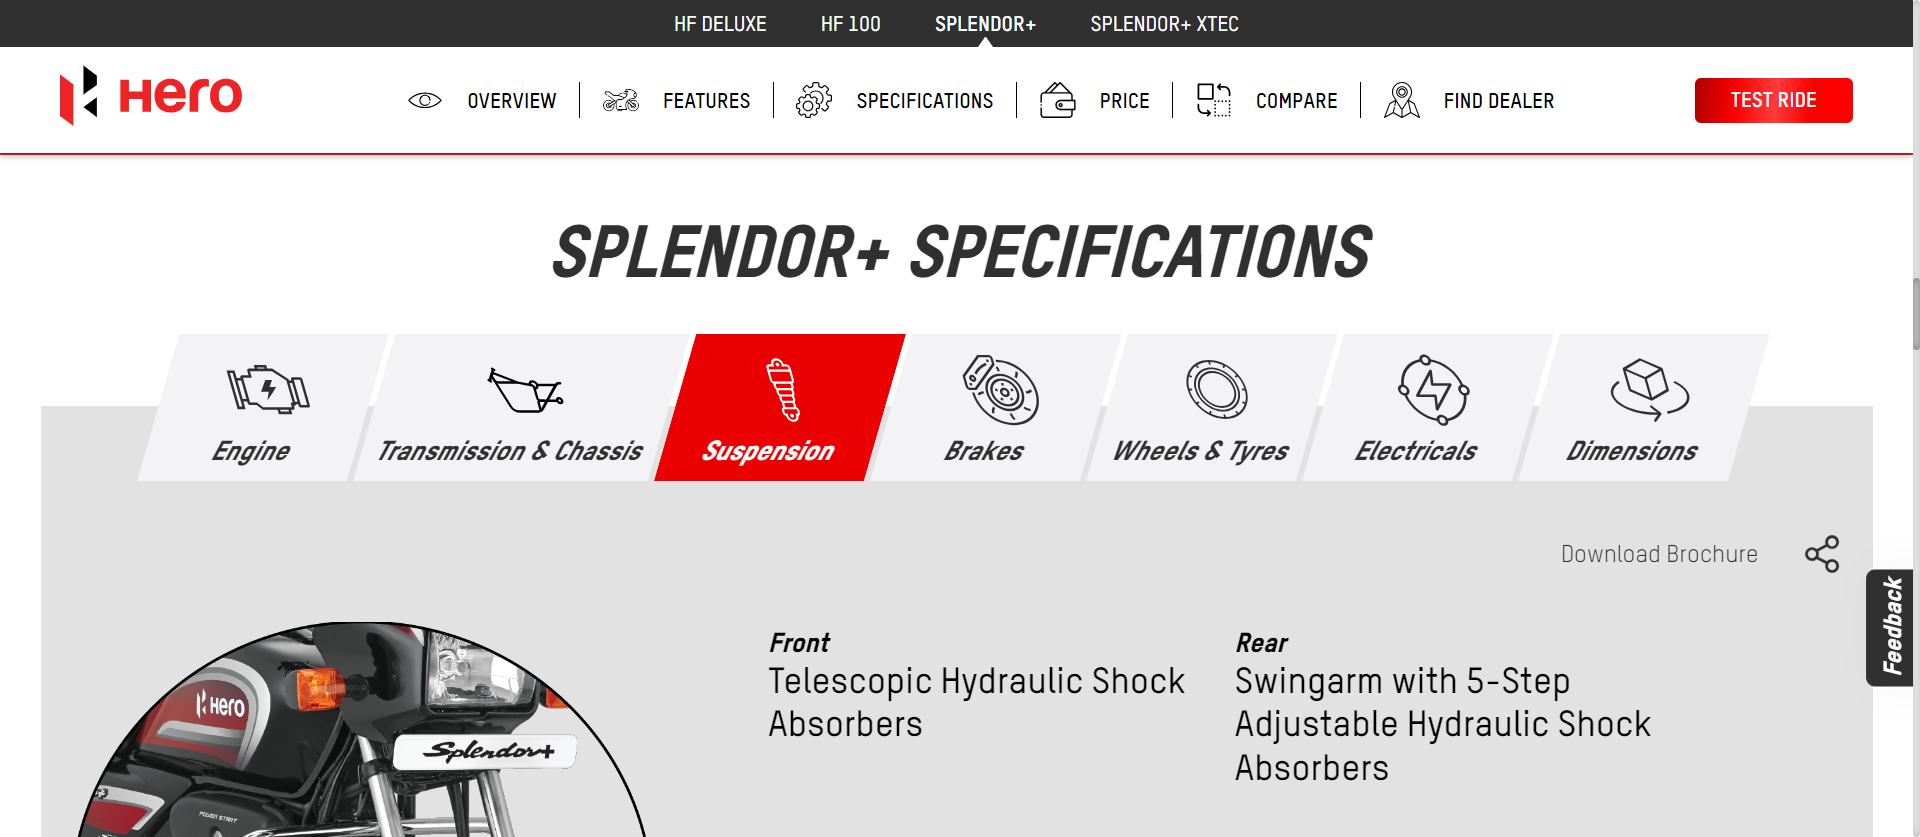 HF DELUXE HF 100 SPLENDOR+ SPLENDOR+ XTEC
Hero OVERVIEW FEATURES SPECIFICATIONS PRICE COMPARE FIND DEALER TEST RIDE
SPLENDOR+ SPECIFICATIONS
Engine Transmission & Chassis Suspension Brakes Wheels & Tyres Electricals Dimensions
Download Brochure
Feedback
Front
Telescopic Hydraulic Shock
Absorbers
Rear
Swingarm with 5-Step
Adjustable Hydraulic Shock
Absorbers
Hero
Splendor+
POWER START